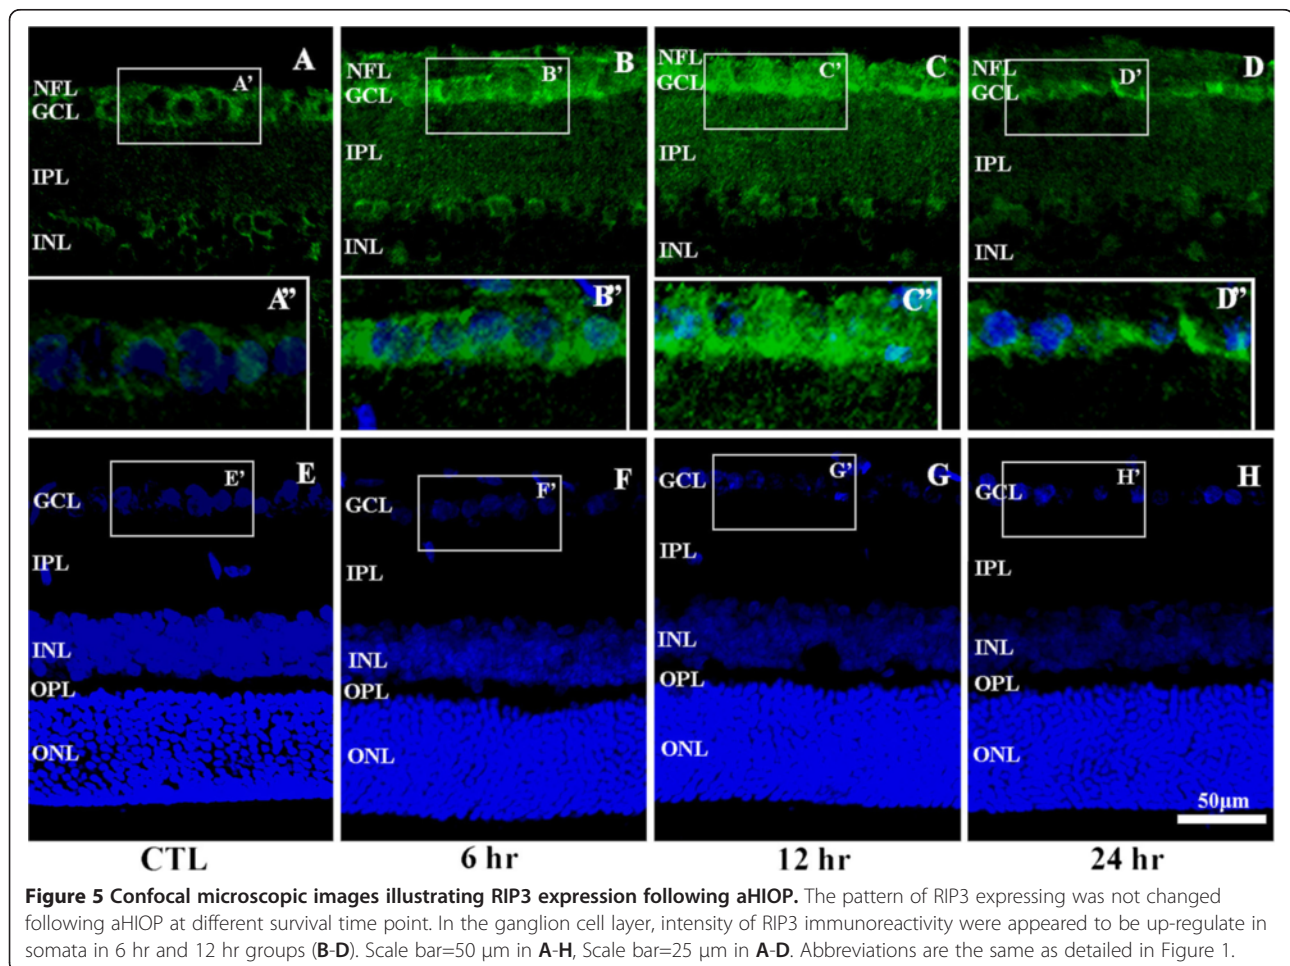 A
A'
NFL
GCL
IPL
INL
A"
B
B'
NFL
GCL
IPL
INL
B"
C
C'
NFL
GCL
IPL
INL
C"
D
D'
NFL
GCL
IPL
INL
D"
E
E'
GCL
IPL
INL
OPL
ONL
F
F'
GCL
IPL
INL
OPL
ONL
G
G'
GCL
IPL
INL
OPL
ONL
H
H'
GCL
IPL
INL
OPL
ONL
50µm
CTL
6 hr
12 hr
24 hr
Figure 5 Confocal microscopic images illustrating RIP3 expression following aHIOP. The pattern of RIP3 expressing was not changed
following aHIOP at different survival time point. In the ganglion cell layer, intensity of RIP3 immunoreactivity were appeared to be up-regulate in
somata in 6 hr and 12 hr groups (B-D). Scale bar=50 µm in A-H, Scale bar=25 µm in A-D. Abbreviations are the same as detailed in Figure 1.